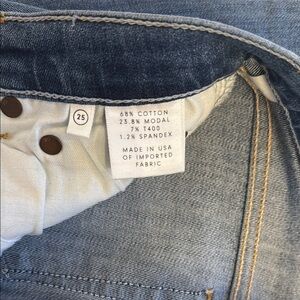 25
68% COTTON
23.8% MODAL
7% T400
1.2% SPANDEX
MADE IN USA
OF IMPORTED
FABRIC